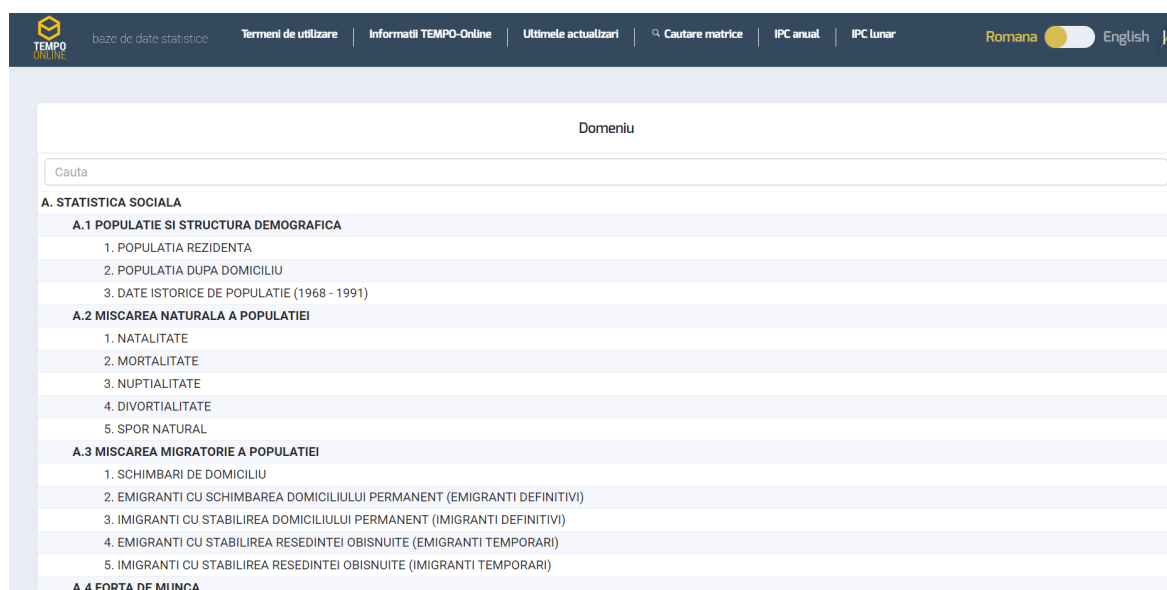 TEMPO
ONLINE
baze de date statistice
Termeni de utilizare
Informatii TEMPO-Online
Ultimele actualizari
Cautare matrice
IPC anual
IPC lunar
Romana
English
Domeniu
Cauta
A. STATISTICA SOCIALA
A.1 POPULATIE SI STRUCTURA DEMOGRAFICA
1. POPULATIA REZIDENTA
2. POPULATIA DUPA DOMICILIU
3. DATE ISTORICE DE POPULATIE (1968 - 1991)
A.2 MISCAREA NATURALA A POPULATIEI
1. NATALITATE
2. MORTALITATE
3. NUPTIALITATE
4. DIVORTIALITATE
5. SPOR NATURAL
A.3 MISCAREA MIGRATORIE A POPULATIEI
1. SCHIMBARI DE DOMICILIU
2. EMIGRANTI CU SCHIMBAREA DOMICILIULUI PERMANENT (EMIGRANTI DEFINITIVI)
3. IMIGRANTI CU STABILIREA DOMICILIULUI PERMANENT (IMIGRANTI DEFINITIVI)
4. EMIGRANTI CU STABILIREA RESEDINTEI OBISNUITE (EMIGRANTI TEMPORARI)
5. IMIGRANTI CU STABILIREA RESEDINTEI OBISNUITE (IMIGRANTI TEMPORARI)
A.4 FORTA DE MUNCA